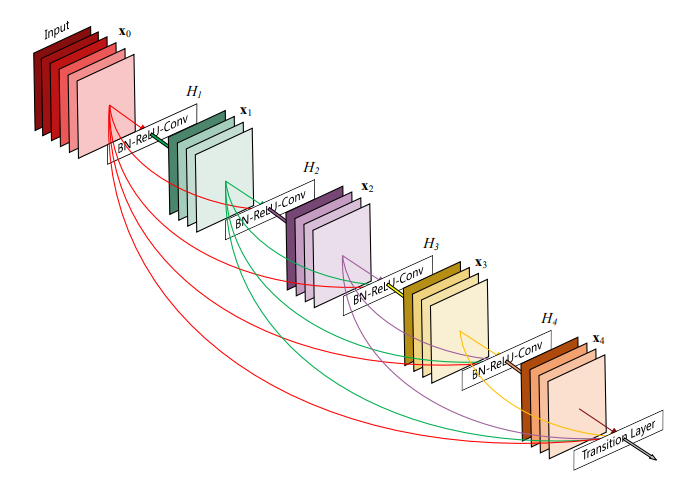 Input
x0
H1
BN-ReLU-Conv
x1
H2
BN-ReLU-Conv
x2
H3
BN-ReLU-Conv
x3
H4
BN-ReLU-Conv
x4
Transition Layer